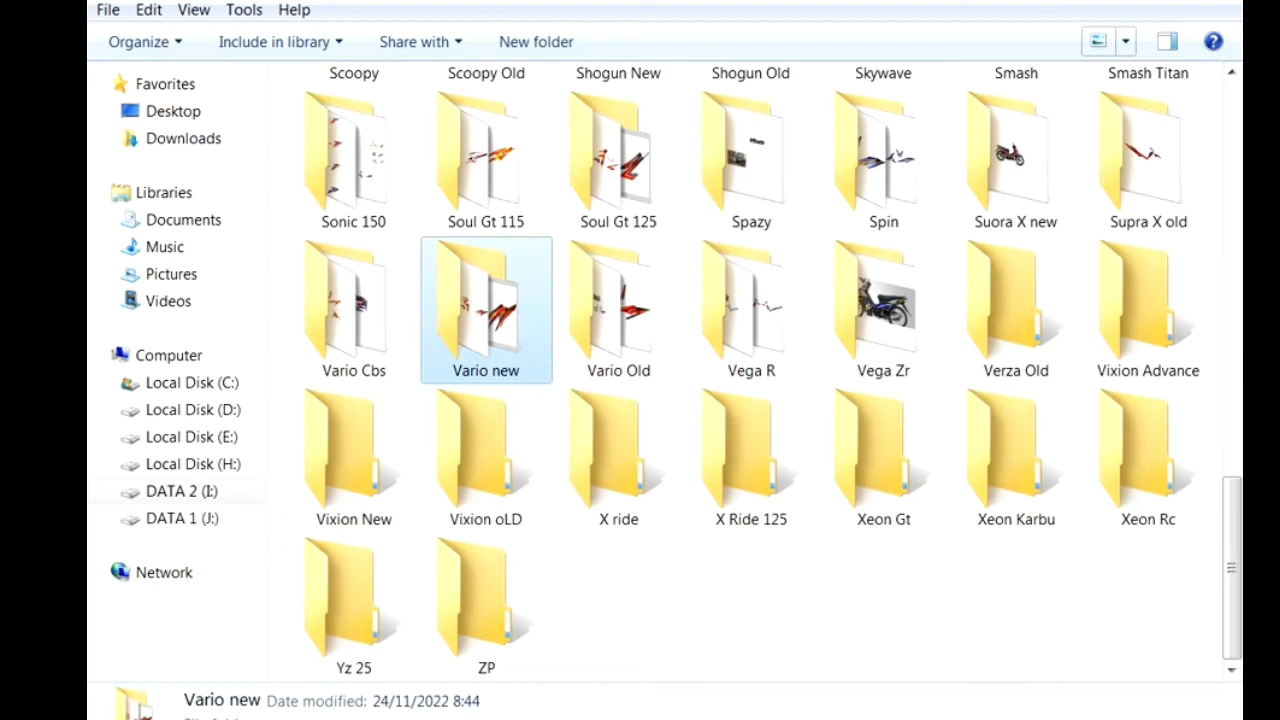 File Edit View Tools Help
Organize Include in library Share with New folder
Favorites
Desktop
Downloads
Libraries
Documents
Music
Pictures
Videos
Computer
Local Disk (C:)
Local Disk (D:)
Local Disk (E:)
Local Disk (H:)
DATA 2 (I:)
DATA 1 (J:)
Network
Scoopy Scoopy Old Shogun New Shogun Old Skywave Smash Smash Titan
Sonic 150 Soul Gt 115 Soul Gt 125 Spazy Spin Suora X new Supra X old
Vario Cbs Vario new Vario Old Vega R Vega Zr Verza Old Vixion Advance
Vixion New Vixion oLD X ride X Ride 125 Xeon Gt Xeon Karbu Xeon Rc
Yz 25 ZP
Vario new Date modified: 24/11/2022 8:44